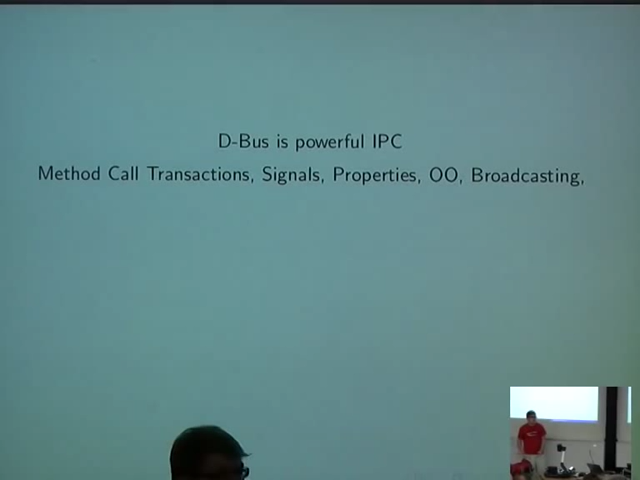 D-Bus is powerful IPC
Method Call Transactions, Signals, Properties, OO, Broadcasting,